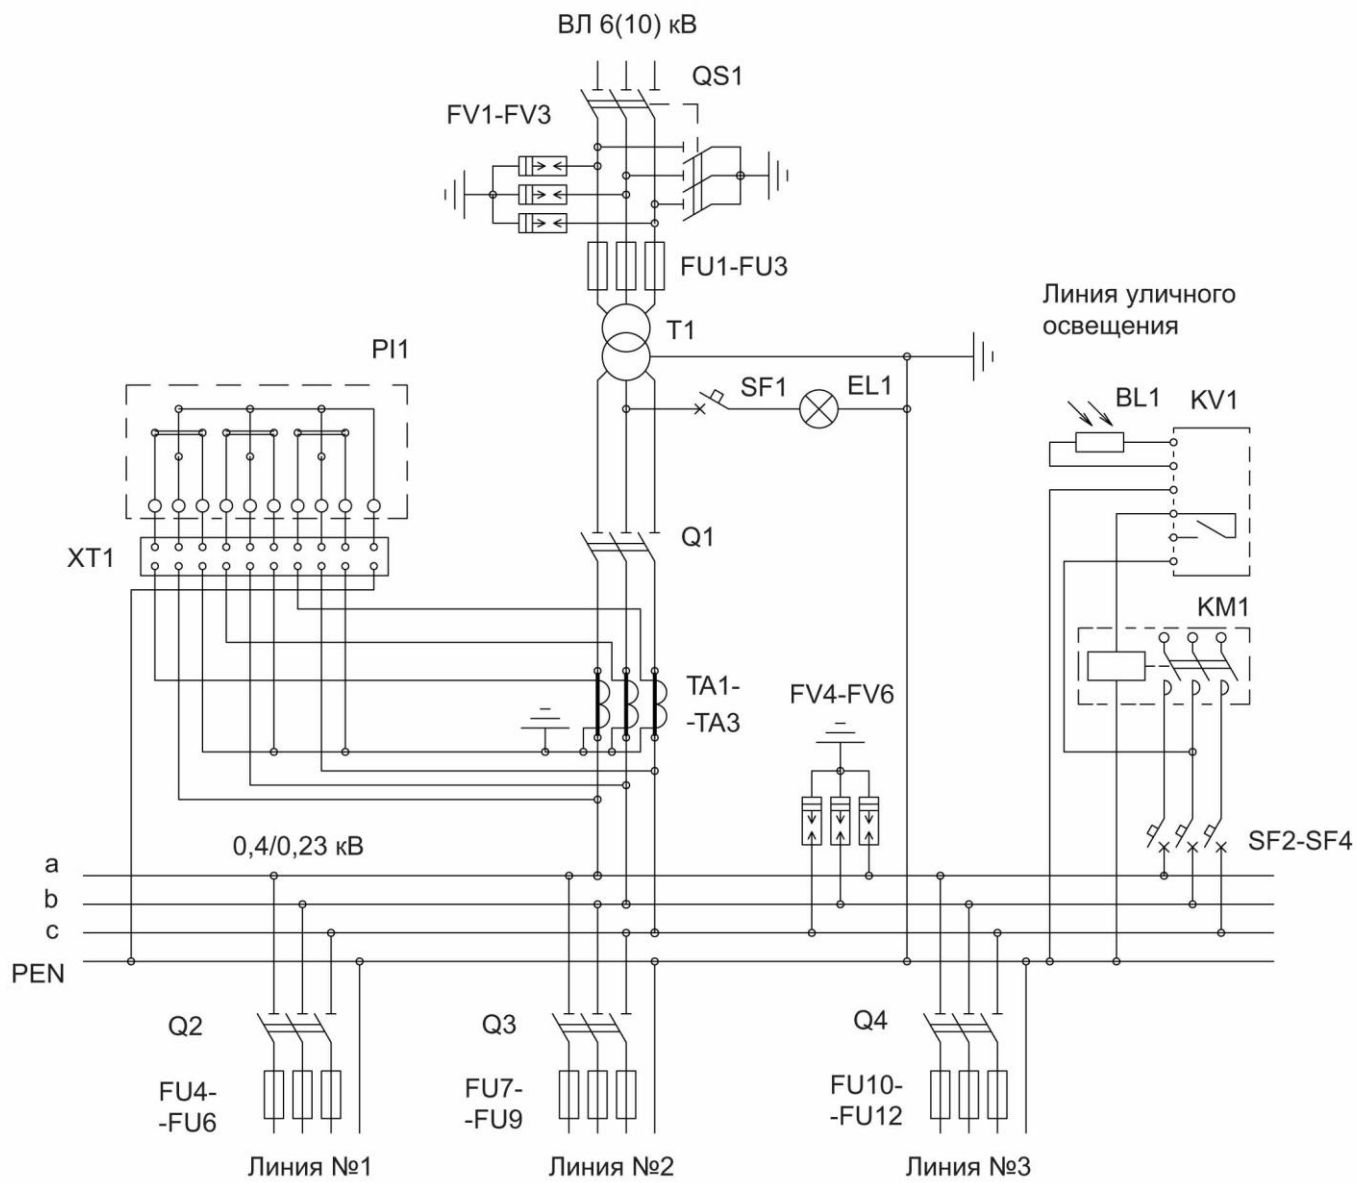 ВЛ 6(10) кВ
QS1
FV1-FV3
FU1-FU3
Линия уличного
освещения
T1
PI1
SF1
EL1
BL1
KV1
Q1
XT1
KM1
TA1-
-TA3
FV4-FV6
0,4/0,23 кВ
SF2-SF4
a
b
c
PEN
Q2
Q3
Q4
FU4-
-FU6
FU7-
-FU9
FU10-
-FU12
Линия №1
Линия №2
Линия №3